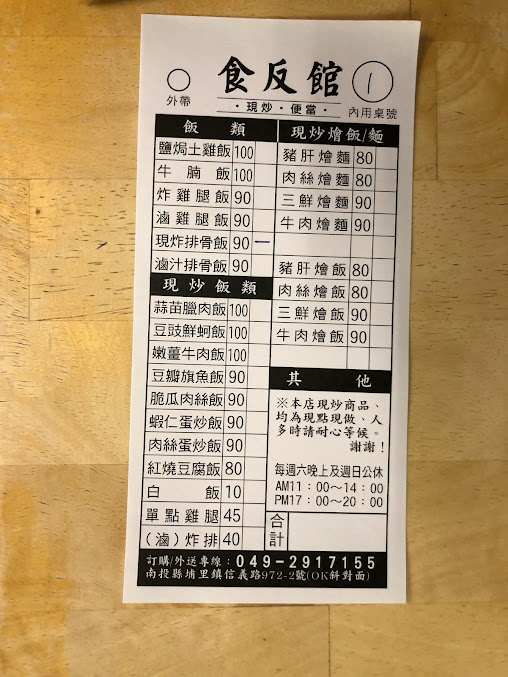 外帶
食反館
·現炒·便當·
1
內用桌號
飯類
鹽焗土雞飯 100
牛腩飯 100
炸雞腿飯 90
滷雞腿飯 90
現炸排骨飯 90 一
滷汁排骨飯 90
現炒飯類
蒜苗臘肉飯 100
豆豉鮮蚵飯 100
嫩薑牛肉飯 100
豆瓣旗魚飯 90
脆瓜肉絲飯 90
蝦仁蛋炒飯 90
肉絲蛋炒飯 90
紅燒豆腐飯 80
白飯 10
單點雞腿 45
(滷)炸排 40
現炒燴飯/麵
豬肝燴麵 80
肉絲燴麵 80
三鮮燴麵 90
牛肉燴麵 90
豬肝燴飯 80
肉絲燴飯 80
三鮮燴飯 90
牛肉燴飯 90
其他
※本店現炒商品、
均為現點現做、人
多時請耐心等候。
謝謝!
每週六晚上及週日公休
AM11:00~14:00
PM17:00~20:00
合計
訂購/外送專線:049-2917155
南投縣埔里鎮信義路972-2號(OK斜對面)